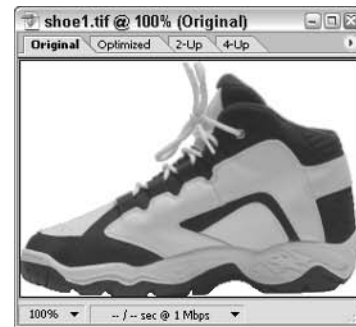 shoe1.tif @ 100% (Original)
Original Optimized 2-Up 4-Up
100% -- / -- sec @ 1 Mbps